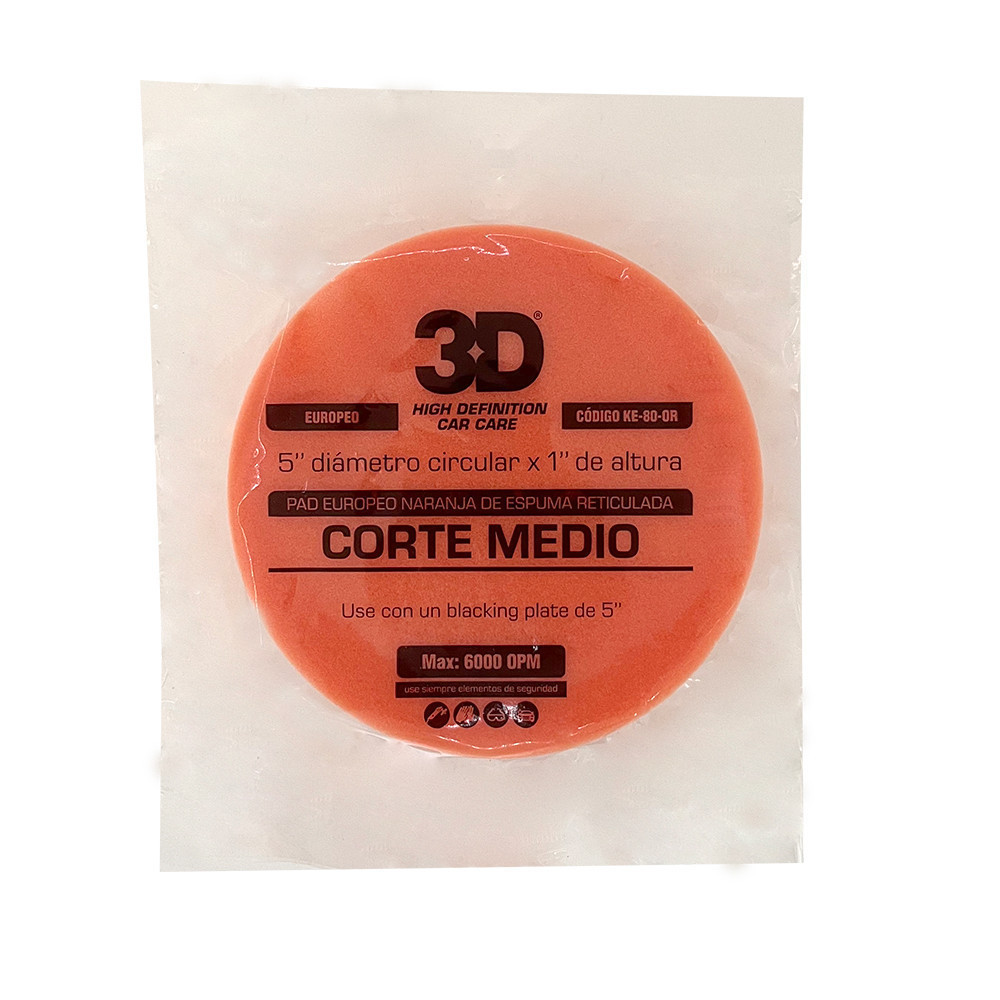 3D®
HIGH DEFINITION
CAR CARE
EUROPEO
CÓDIGO KE-80-OR
5’’ diámetro circular x 1’’ de altura
PAD EUROPEO NARANJA DE ESPUMA RETICULADA
CORTE MEDIO
Use con un blacking plate de 5’’
Max: 6000 OPM
use siempre elementos de seguridad